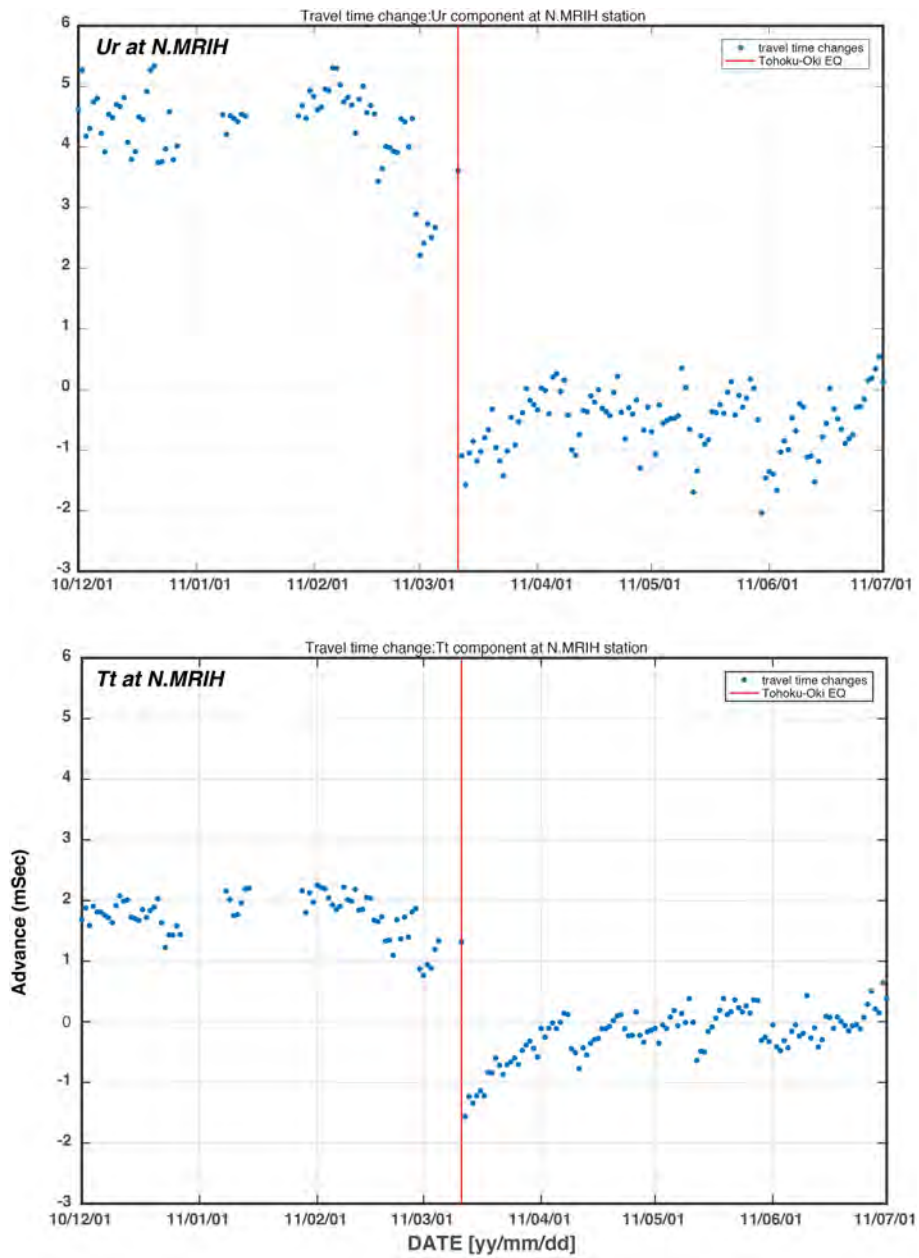 Travel time change:Ur component at N.MRIH station
Ur at N.MRIH
travel time changes
Tohoku-Oki EQ
6
5
4
3
2
1
0
-1
-2
-3
10/12/01 11/01/01 11/02/01 11/03/01 11/04/01 11/05/01 11/06/01 11/07/01
Travel time change:Tt component at N.MRIH station
Tt at N.MRIH
travel time changes
Tohoku-Oki EQ
6
5
4
3
2
1
0
-1
-2
-3
Advance (mSec)
10/12/01 11/01/01 11/02/01 11/03/01 11/04/01 11/05/01 11/06/01 11/07/01
DATE [yy/mm/dd]